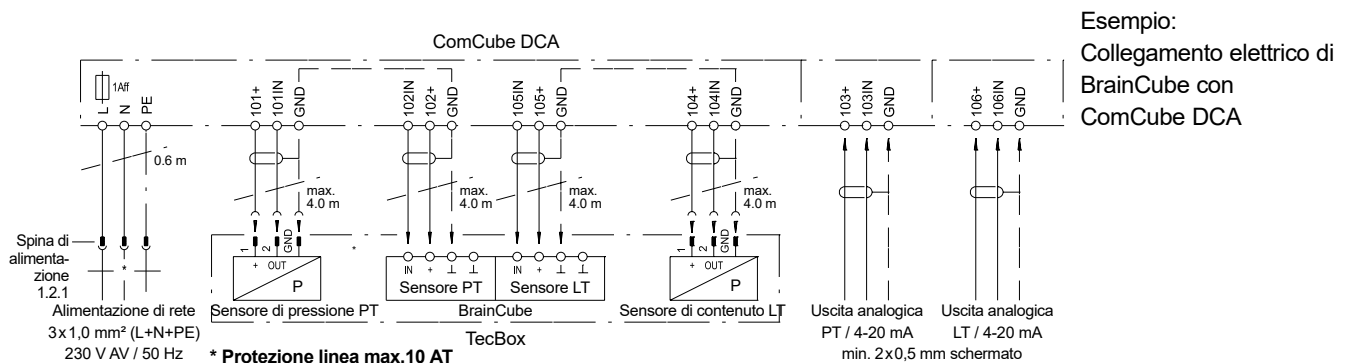 ComCube DCA
Esempio:
Collegamento elettrico di
BrainCube con
ComCube DCA
1Aff
L
N
PE
101+
101IN
GND
102IN
102+
GND
105IN
105+
GND
104+
104IN
GND
103+
103IN
GND
106+
106IN
GND
0.6 m
max.
4.0 m
max.
4.0 m
max.
4.0 m
max.
4.0 m
Spina di
alimenta-
zione
1.2.1
*
1
2
GND
*
+ OUT
P
IN + ⊥ ⊥
Sensore PT
IN + ⊥ ⊥
Sensore LT
1
2
GND
+ OUT
P
Alimentazione di rete
3x1,0 mm² (L+N+PE)
230 V AV / 50 Hz
Sensore di pressione PT
BrainCube
Sensore di contenuto LT
TecBox
Uscita analogica
PT / 4-20 mA
Uscita analogica
LT / 4-20 mA
min. 2x0,5 mm schermato
* Protezione linea max.10 AT